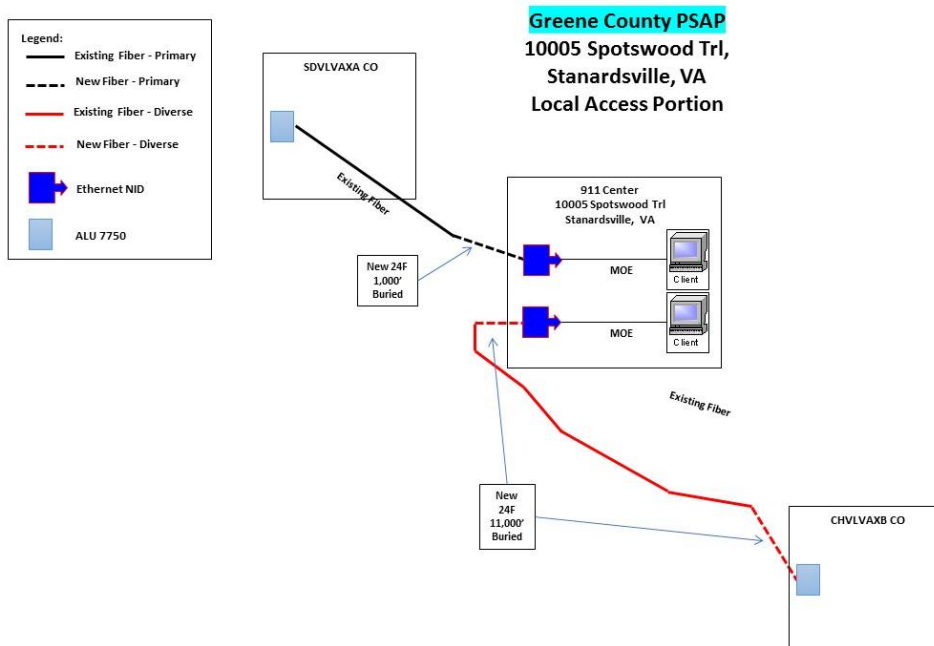 Greene County PSAP
10005 Spotswood Trl,
Stanardsville, VA
Local Access Portion
Legend:
Existing Fiber - Primary
New Fiber - Primary
Existing Fiber - Diverse
New Fiber - Diverse
Ethernet NID
ALU 7750
SDVLVAXA CO
Existing Fiber
911 Center
10005 Spotswood Trl
Stanardsville, VA
New 24F
1,000’
Buried
MOE
Client
MOE
Client
Existing Fiber
New
24F
11,000’
Buried
CHVLVAXB CO